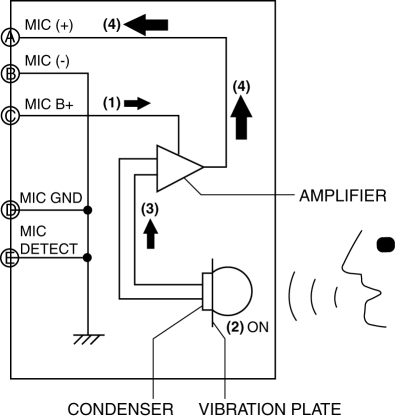 A MIC (+) (4)
B MIC (-)
(4)
C MIC B+ (1)
AMPLIFIER
D MIC GND
(3)
MIC
E DETECT
(2) ON
CONDENSER VIBRATION PLATE